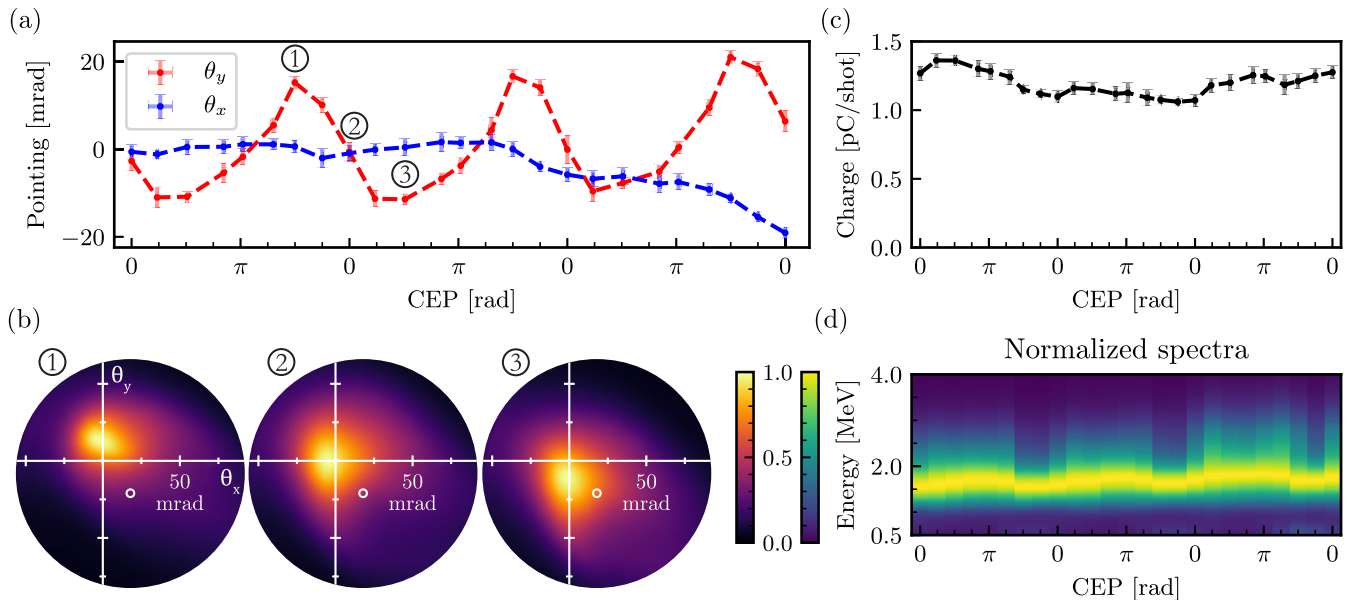 (a)
Pointing [mrad]
20
0
−20
θy
θx
①
②
③
0 π 0 π 0 π 0
CEP [rad]
(c)
Charge [pC/shot]
1.5
1.0
0.5
0.0
0 π 0 π 0 π 0
CEP [rad]
(b)
① θy θx 50 mrad
② 50 mrad
③ 50 mrad
1.0
0.5
0.0
(d)
Normalized spectra
Energy [MeV]
4.0
2.0
0.5
0 π 0 π 0 π 0
CEP [rad]